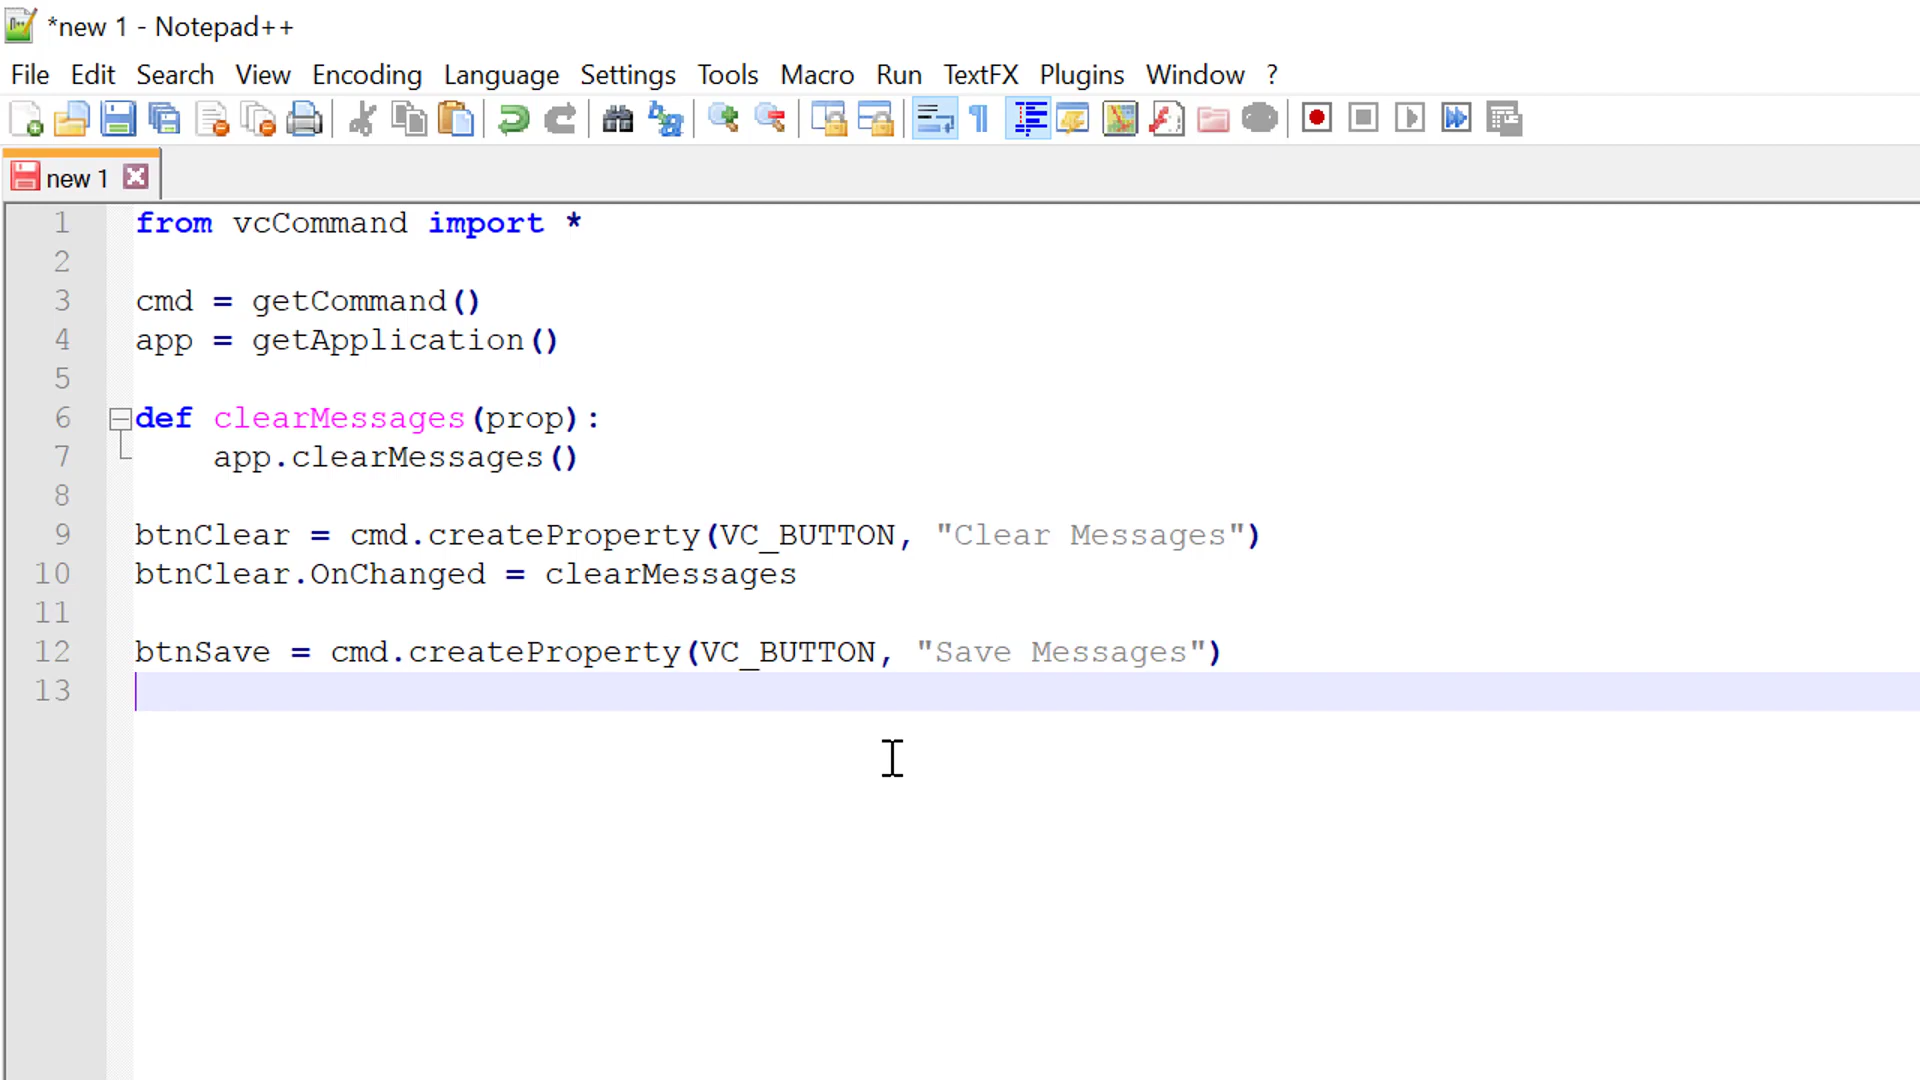 *new 1 - Notepad++
File Edit Search View Encoding Language Settings Tools Macro Run TextFX Plugins Window ?
new 1
1 from vcCommand import *
2
3 cmd = getCommand()
4 app = getApplication()
5
6 def clearMessages(prop):
7 app.clearMessages()
8
9 btnClear = cmd.createProperty(VC_BUTTON, "Clear Messages")
10 btnClear.OnChanged = clearMessages
11
12 btnSave = cmd.createProperty(VC_BUTTON, "Save Messages")
13